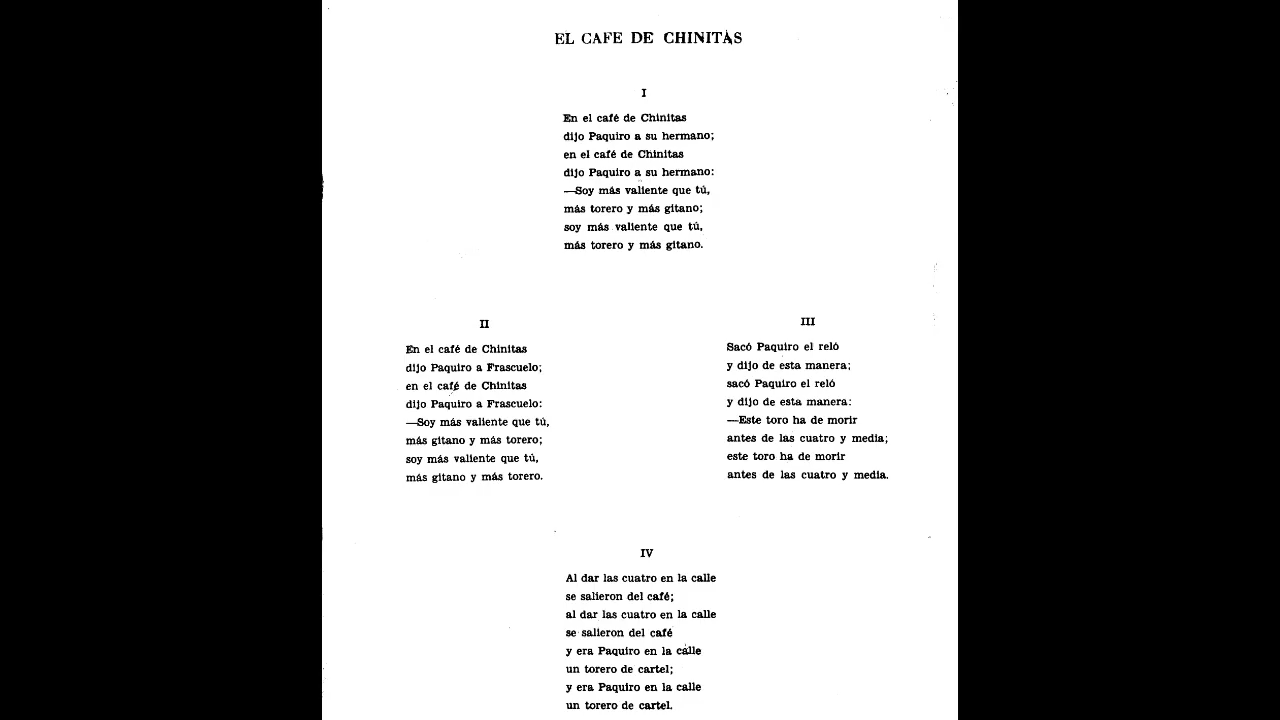 EL CAFE DE CHINITAS
I
En el café de Chinitas
dijo Paquiro a su hermano;
en el café de Chinitas
dijo Paquiro a su hermano:
—Soy más valiente que tú,
más torero y más gitano;
soy más valiente que tú,
más torero y más gitano.
II
En el café de Chinitas
dijo Paquiro a Frascuelo;
en el café de Chinitas
dijo Paquiro a Frascuelo:
—Soy más valiente que tú,
más gitano y más torero;
soy más valiente que tú,
más gitano y más torero.
III
Sacó Paquiro el reló
y dijo de esta manera;
sacó Paquiro el reló
y dijo de esta manera:
—Este toro ha de morir
antes de las cuatro y media;
este toro ha de morir
antes de las cuatro y media.
IV
Al dar las cuatro en la calle
se salieron del café;
al dar las cuatro en la calle
se salieron del café
y era Paquiro en la calle
un torero de cartel;
y era Paquiro en la calle
un torero de cartel.